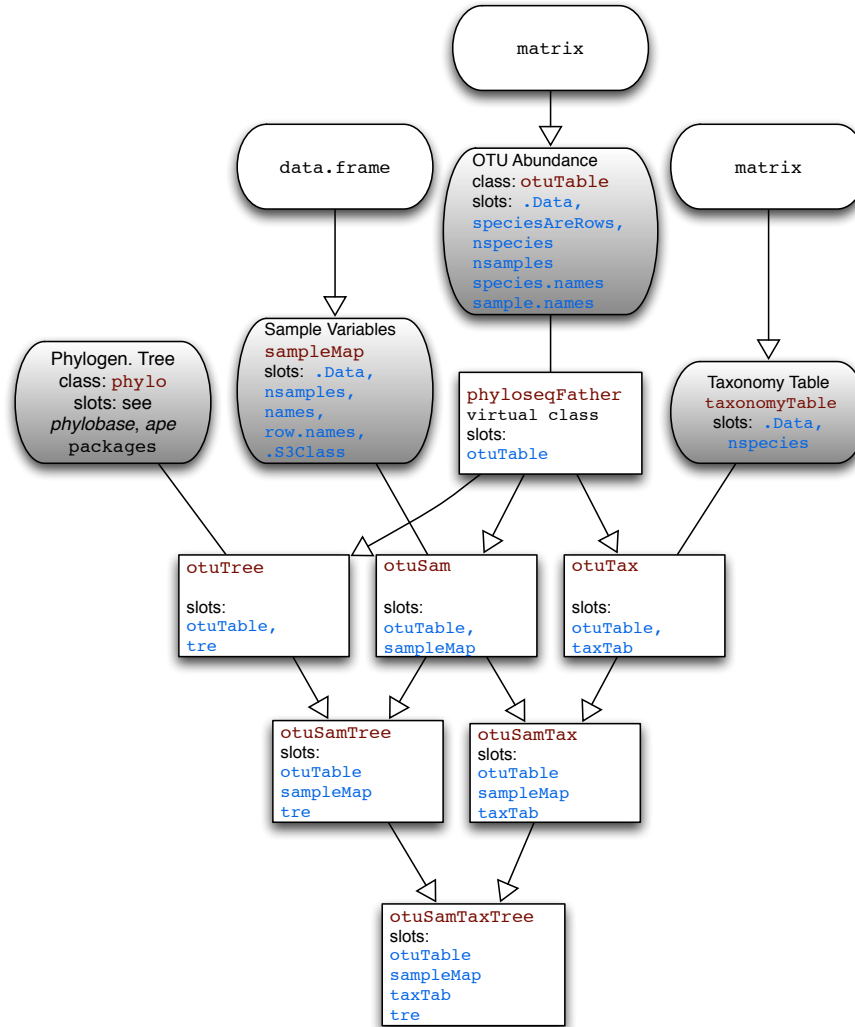 matrix
data.frame
OTU Abundance
class: otuTable
slots: .Data,
speciesAreRows,
nspecies
nsamples
species.names
sample.names
matrix
Phylogen. Tree
class: phylo
slots: see
phylobase, ape
packages
Sample Variables
sampleMap
slots: .Data,
nsamples,
names,
row.names,
.S3Class
phyloseqFather
virtual class
slots:
otuTable
Taxonomy Table
taxonomyTable
slots: .Data,
nspecies
otuTree
slots:
otuTable,
tre
otuSam
slots:
otuTable,
sampleMap
otuTax
slots:
otuTable,
taxTab
otuSamTree
slots:
otuTable
sampleMap
tre
otuSamTax
slots:
otuTable
sampleMap
taxTab
otuSamTaxTree
slots:
otuTable
sampleMap
taxTab
tre